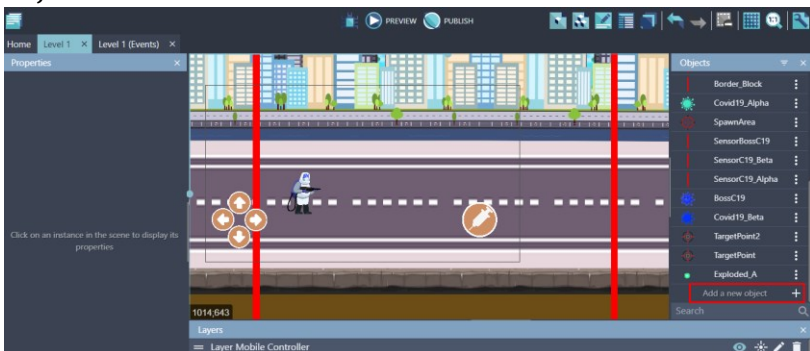 PREVIEW PUBLISH
Home Level 1 × Level 1 (Events) ×
Properties ×
Click on an instance in the scene to display its
properties
1014;643
Layers ×
Layer Mobile Controller
Objects ×
Border_Block
Covid19_Alpha
SpawnArea
SensorBossC19
SensorC19_Beta
SensorC19_Alpha
BossC19
Covid19_Beta
TargetPoint2
TargetPoint
Exploded_A
Add a new object +
Search